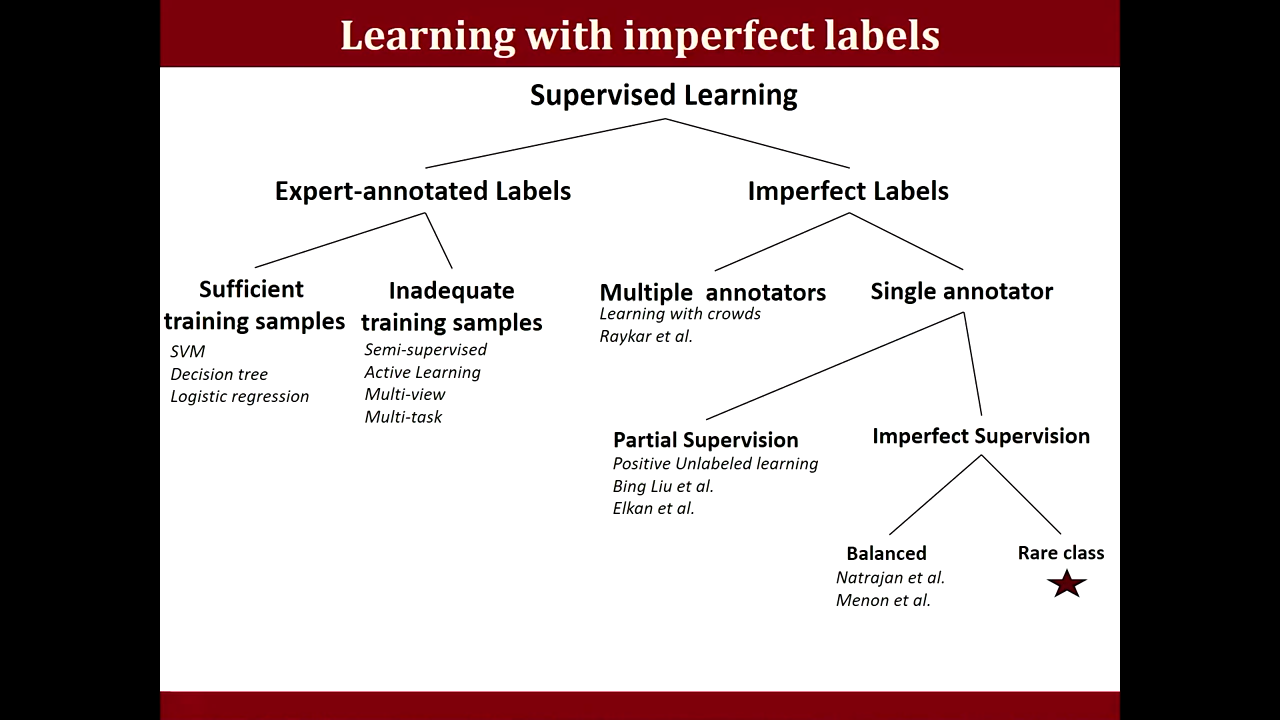 Learning with imperfect labels
Supervised Learning
Expert-annotated Labels
Imperfect Labels
Sufficient
training samples
SVM
Decision tree
Logistic regression
Inadequate
training samples
Semi-supervised
Active Learning
Multi-view
Multi-task
Multiple annotators
Learning with crowds
Raykar et al.
Single annotator
Partial Supervision
Positive Unlabeled learning
Bing Liu et al.
Elkan et al.
Imperfect Supervision
Balanced
Natrajan et al.
Menon et al.
Rare class